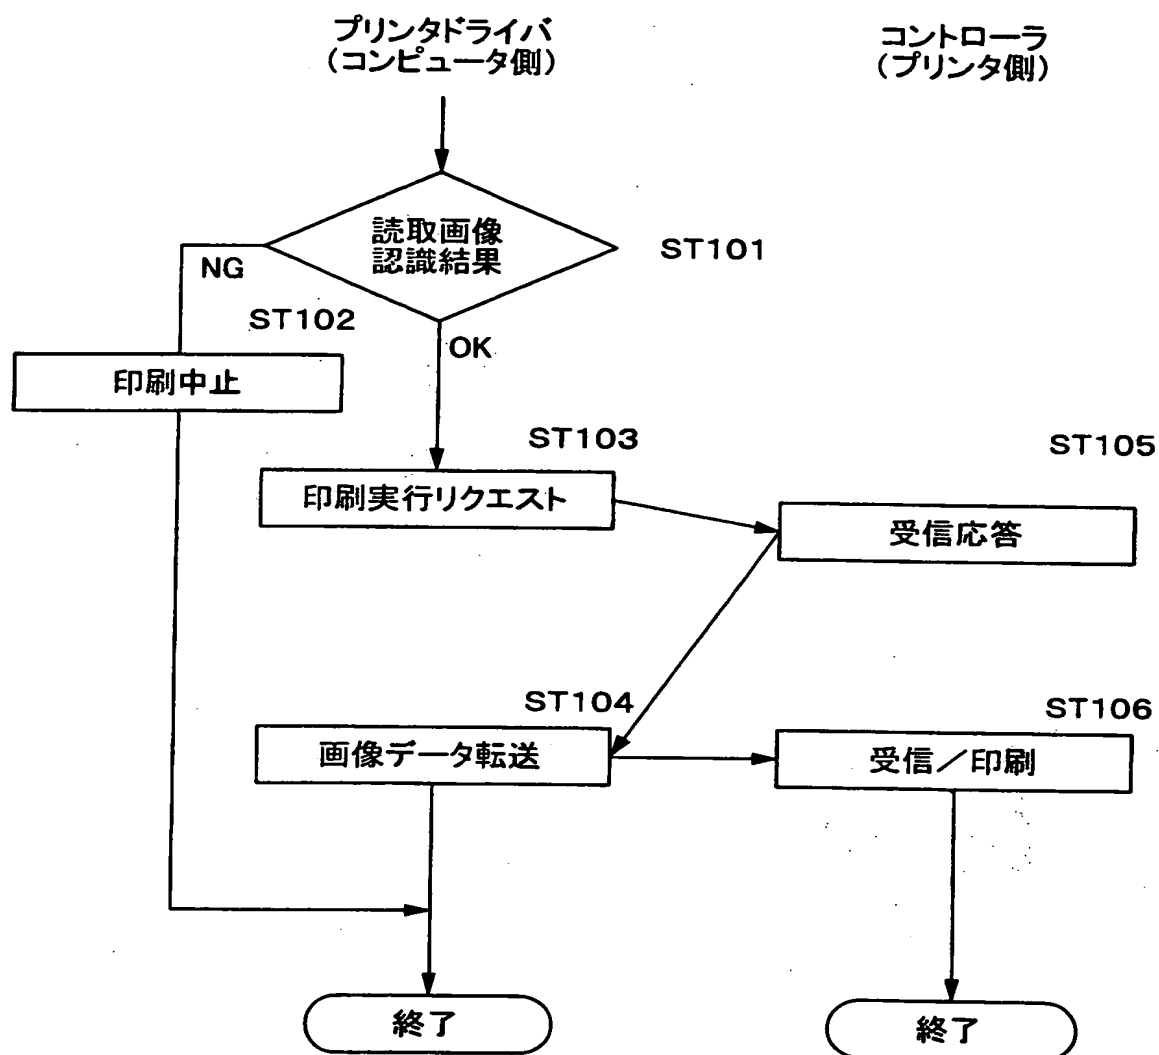 プリンタドライバ
（コンピュータ側）
コントローラ
（プリンタ側）
読取画像
認識結果
ST101
NG
ST102
OK
印刷中止
ST103
ST105
印刷実行リクエスト
受信応答
ST104
ST106
画像データ転送
受信／印刷
終了
終了